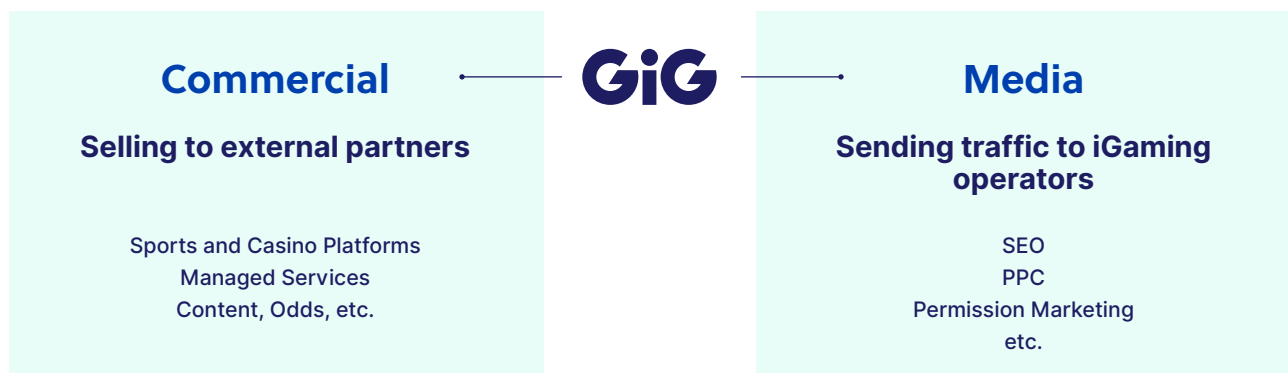 Commercial
Selling to external partners
Sports and Casino Platforms
Managed Services
Content, Odds, etc.
GiG
Media
Sending traffic to iGaming
operators
SEO
PPC
Permission Marketing
etc.